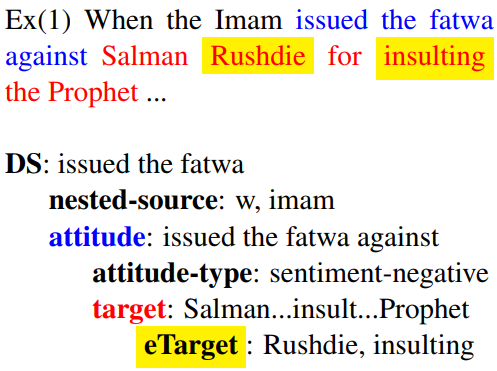 Ex(1) When the Imam issued the fatwa
against Salman Rushdie for insulting
the Prophet ...
DS: issued the fatwa
nested-source: w, imam
attitude: issued the fatwa against
attitude-type: sentiment-negative
target: Salman...insult...Prophet
eTarget: Rushdie, insulting